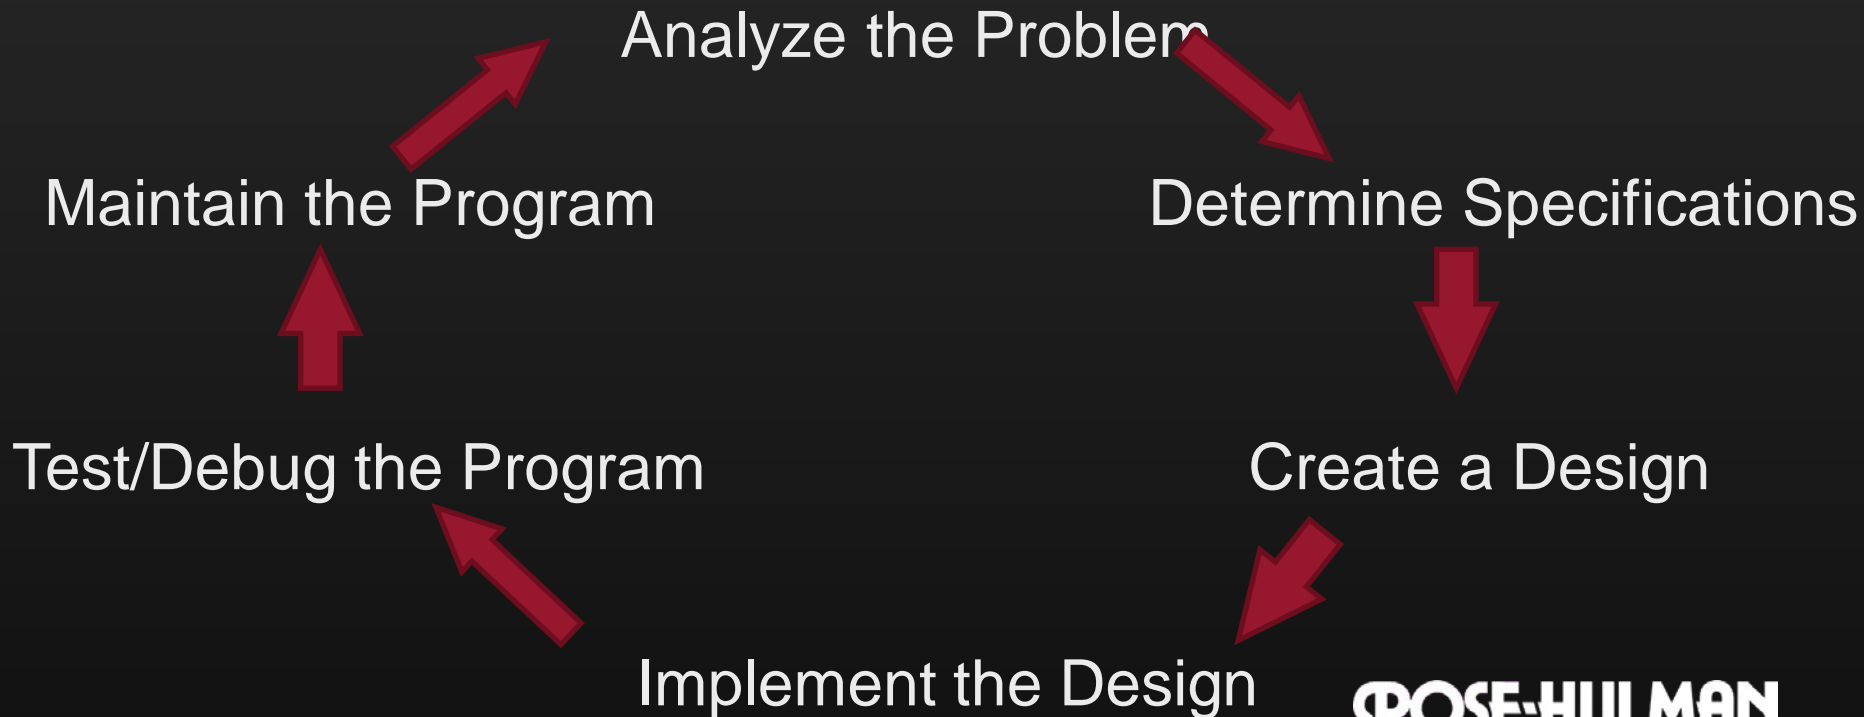 Analyze the Problem
Maintain the Program
Determine Specifications
Test/Debug the Program
Create a Design
Implement the Design
ROSE-HULMAN